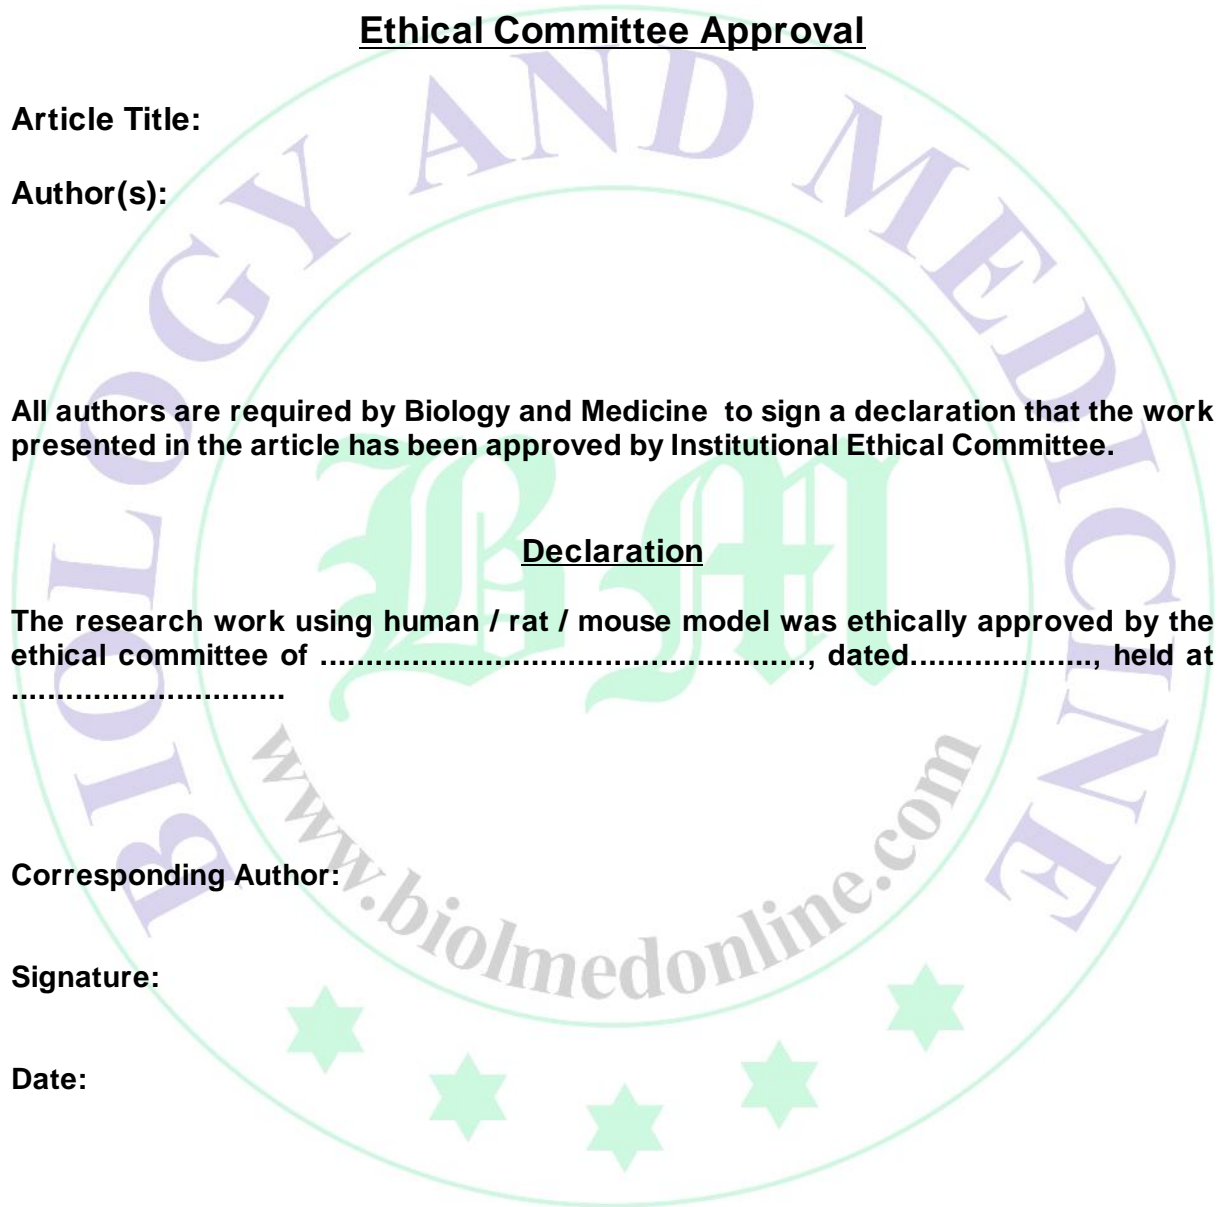 Ethical Committee Approval
Article Title:
Author(s):
All authors are required by Biology and Medicine to sign a declaration that the work
presented in the article has been approved by Institutional Ethical Committee.
Declaration
The research work using human / rat / mouse model was ethically approved by the
ethical committee of ....................................................., dated...................., held at
..............................
Corresponding Author:
Signature:
Date:
BIOLOGY AND MEDICINE
BM
www.biolmedonline.com